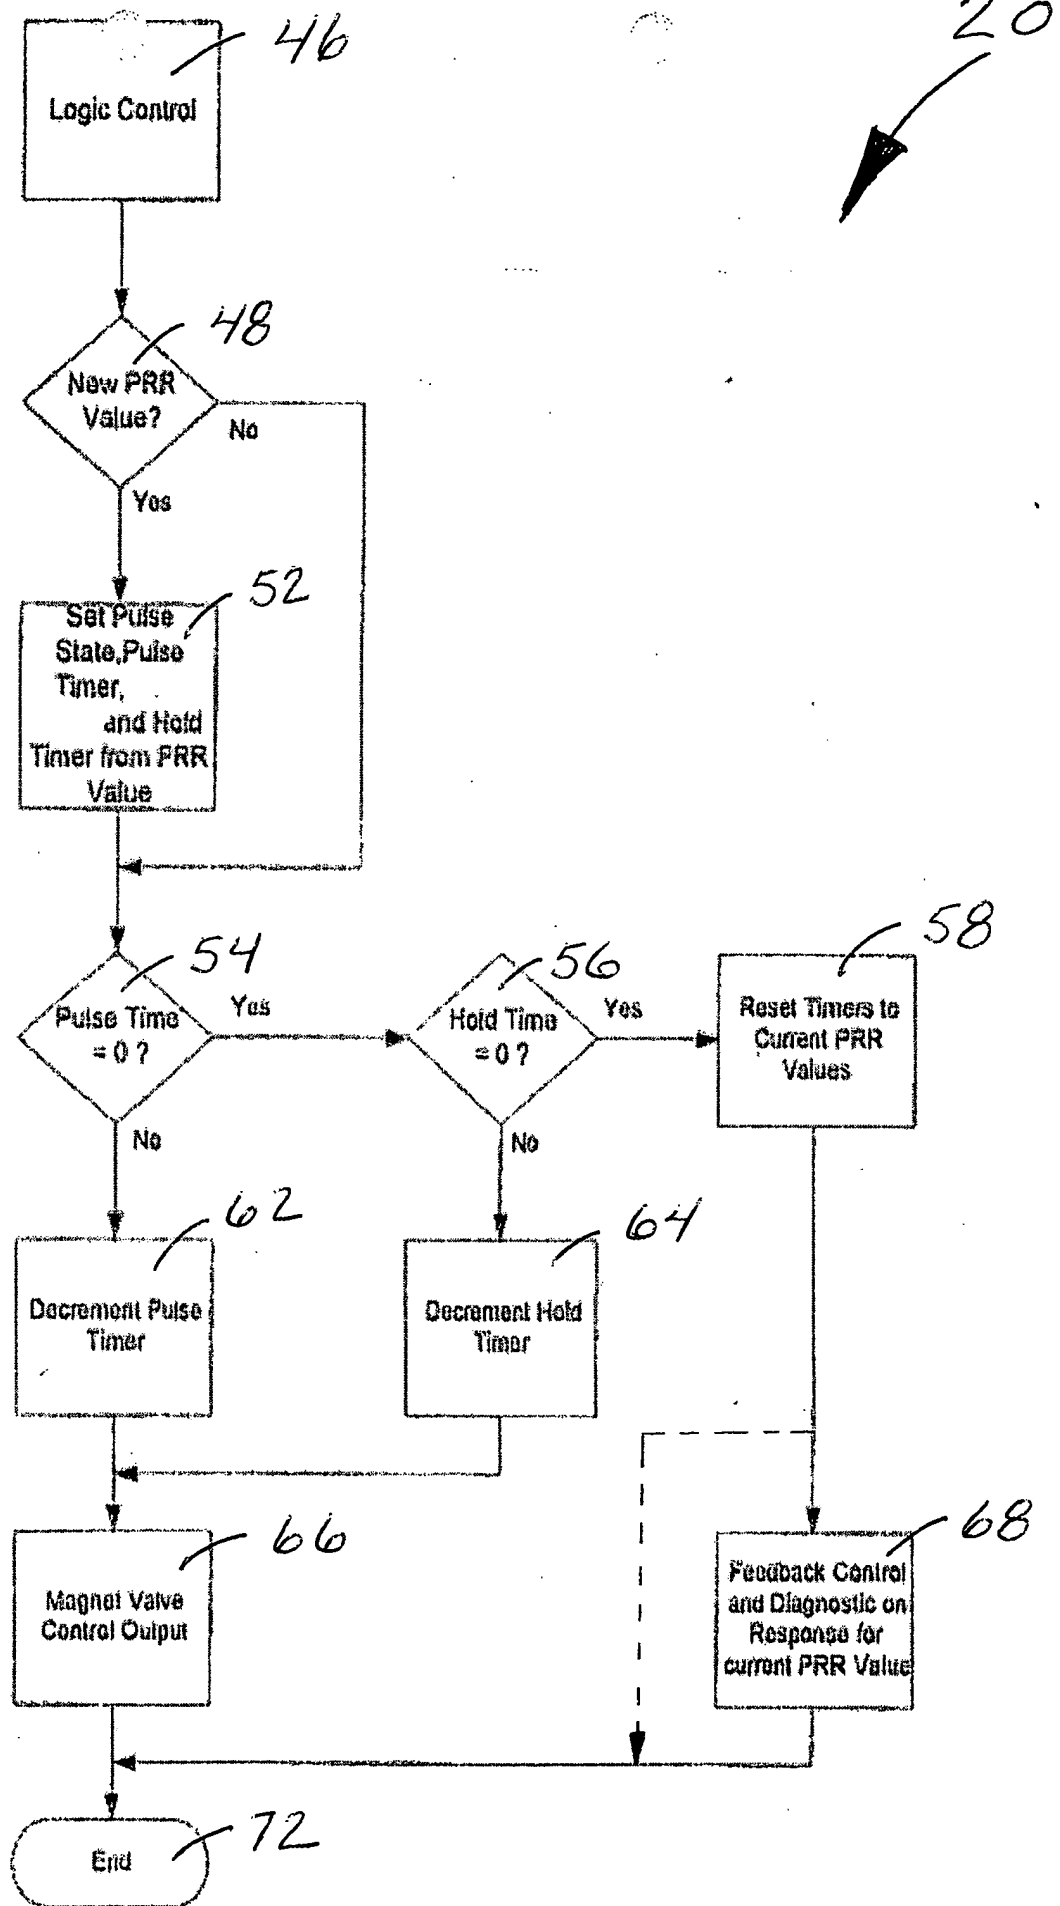 46
20
Logic Control
48
New PRR
Value?
No
Yes
52
Set Pulse
State,Pulse
Timer,
and Hold
Timer from PRR
Value
54
Pulse Time
= 0 ?
Yes
No
56
Hold Time
= 0 ?
Yes
No
58
Reset Timers to
Current PRR
Values
62
Decrement Pulse
Timer
64
Decrement Hold
Timer
66
Magnet Valve
Control Output
68
Feedback Control
and Diagnostic on
Response for
current PRR Value
72
End